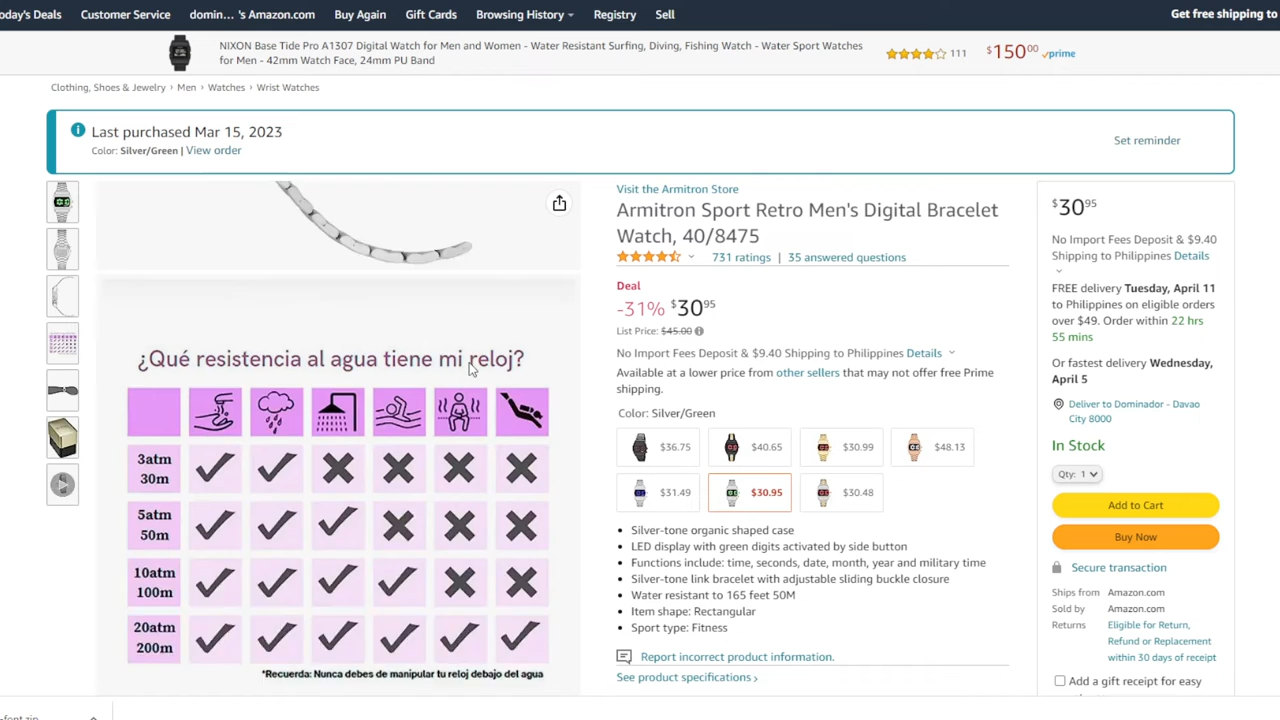 oday's Deals Customer Service domin... 's Amazon.com Buy Again Gift Cards Browsing History Registry Sell Get free shipping to
NIXON Base Tide Pro A1307 Digital Watch for Men and Women - Water Resistant Surfing, Diving, Fishing Watch - Water Sport Watches
for Men - 42mm Watch Face, 24mm PU Band
111 $15000 prime
Clothing, Shoes & Jewelry › Men › Watches › Wrist Watches
Last purchased Mar 15, 2023
Color: Silver/Green | View order
Set reminder
¿Qué resistencia al agua tiene mi reloj?
3atm
30m
5atm
50m
10atm
100m
20atm
200m
*Recuerda: Nunca debes de manipular tu reloj debajo del agua
Visit the Armitron Store
Armitron Sport Retro Men's Digital Bracelet
Watch, 40/8475
731 ratings | 35 answered questions
Deal
-31% $3095
List Price: $45.00
No Import Fees Deposit & $9.40 Shipping to Philippines Details
Available at a lower price from other sellers that may not offer free Prime
shipping.
Color: Silver/Green
$36.75 $40.65 $30.99 $48.13
$31.49 $30.95 $30.48
• Silver-tone organic shaped case
• LED display with green digits activated by side button
• Functions include: time, seconds, date, month, year and military time
• Silver-tone link bracelet with adjustable sliding buckle closure
• Water resistant to 165 feet 50M
• Item shape: Rectangular
• Sport type: Fitness
Report incorrect product information.
See product specifications ›
$3095
No Import Fees Deposit & $9.40
Shipping to Philippines Details
FREE delivery Tuesday, April 11
to Philippines on eligible orders
over $49. Order within 22 hrs
55 mins
Or fastest delivery Wednesday,
April 5
Deliver to Dominador - Davao
City 8000
In Stock
Qty: 1
Add to Cart
Buy Now
Secure transaction
Ships from Amazon.com
Sold by Amazon.com
Returns Eligible for Return,
Refund or Replacement
within 30 days of receipt
Add a gift receipt for easy
-font.zip